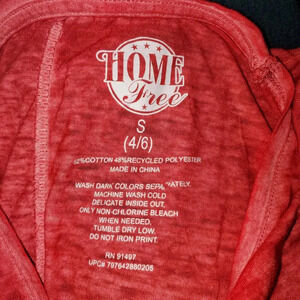 HOME
Free
S
(4/6)
52%COTTON 48%RECYCLED POLYESTER
MADE IN CHINA
WASH DARK COLORS SEPARATELY.
MACHINE WASH COLD
DELICATE INSIDE OUT,
ONLY NON-CHLORINE BLEACH
WHEN NEEDED.
TUMBLE DRY LOW.
DO NOT IRON PRINT.
RN 91497
UPC# 797642880206